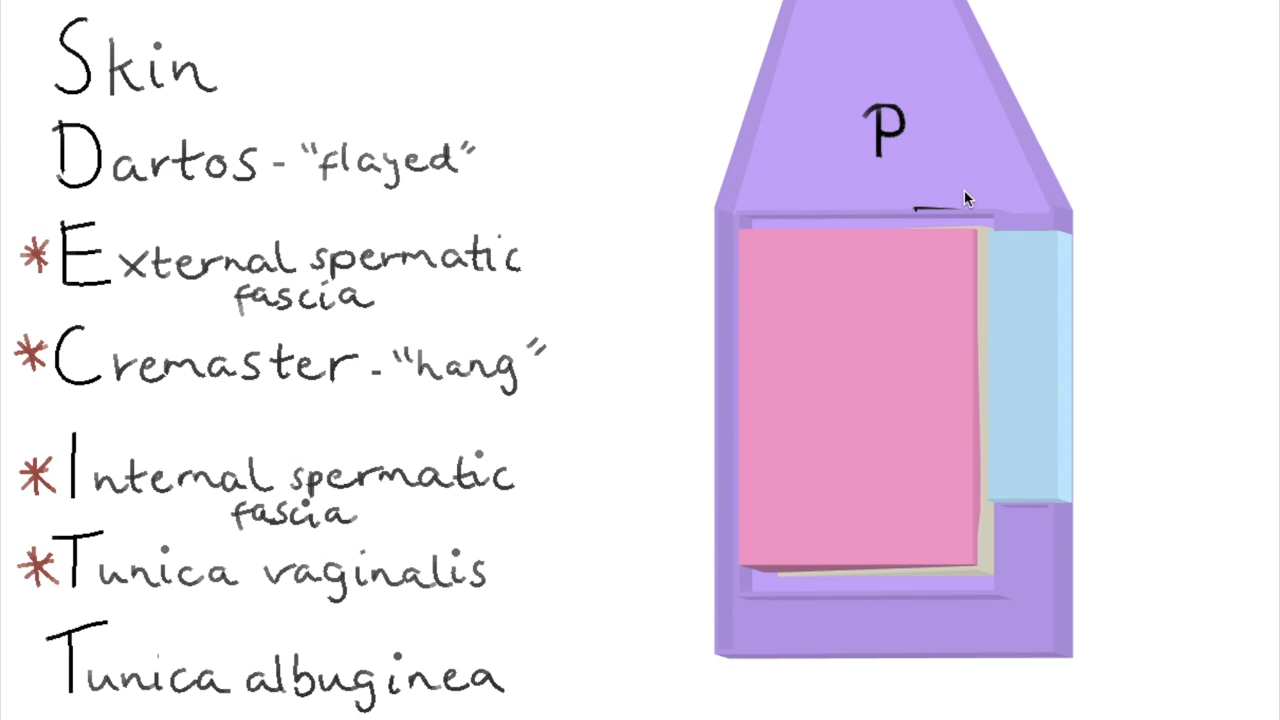 Skin
Dartos - "flayed"
* External spermatic
fascia
* Cremaster - "hang"
* Internal spermatic
fascia
* Tunica vaginalis
Tunica albuginea
P